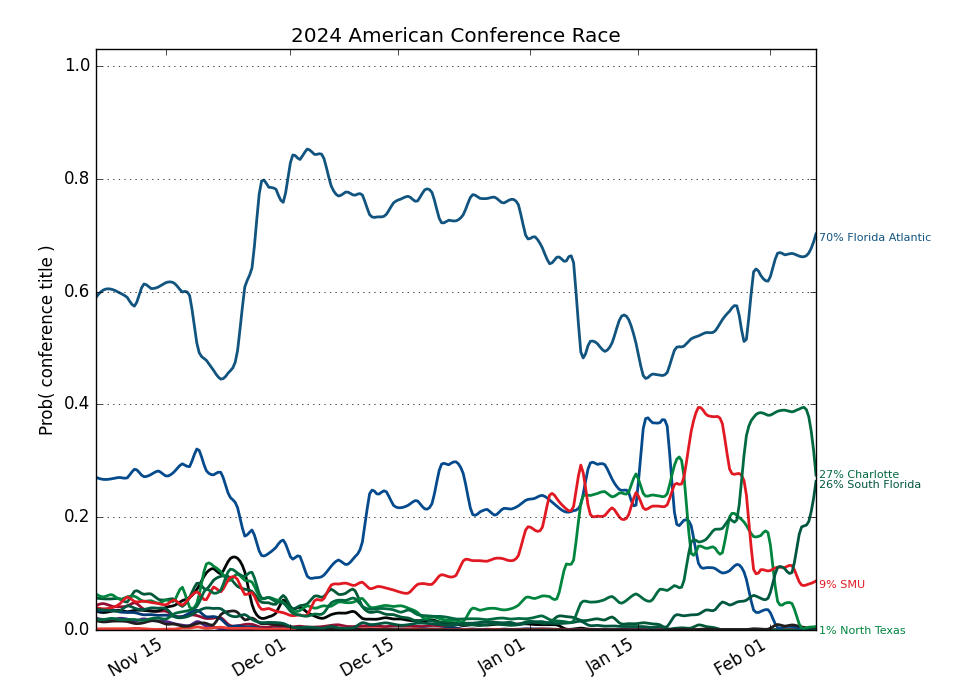 2024 American Conference Race
Prob( conference title )
1.0
0.8
0.6
0.4
0.2
0.0
70% Florida Atlantic
27% Charlotte
26% South Florida
9% SMU
1% North Texas
Nov 15
Dec 01
Dec 15
Jan 01
Jan 15
Feb 01